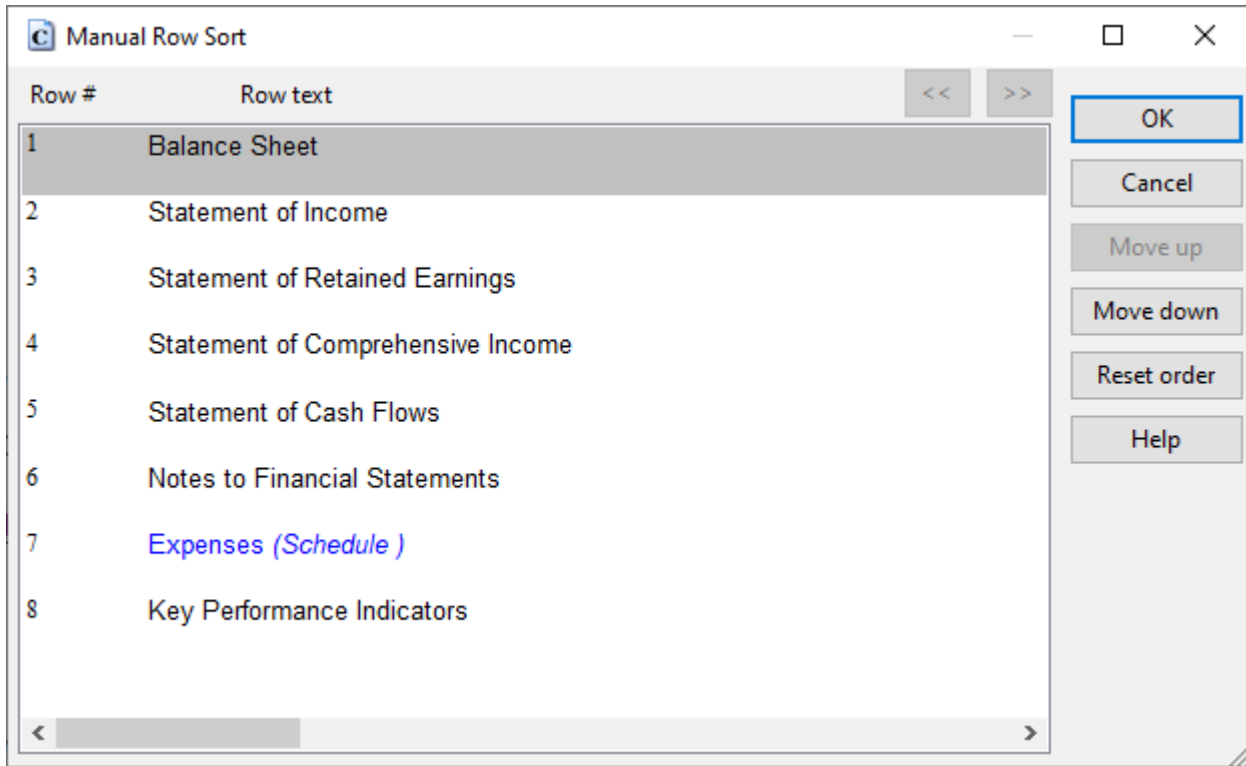 Manual Row Sort
Row # Row text << >>
OK
1 Balance Sheet
Cancel
2 Statement of Income
Move up
3 Statement of Retained Earnings
Move down
4 Statement of Comprehensive Income
Reset order
5 Statement of Cash Flows
Help
6 Notes to Financial Statements
7 Expenses (Schedule )
8 Key Performance Indicators